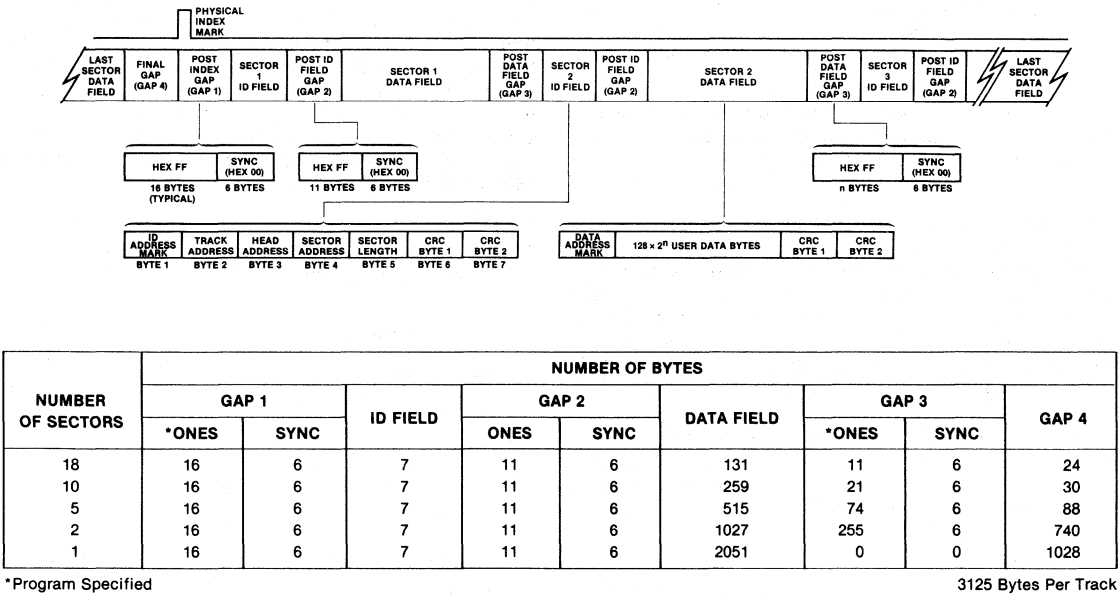 PHYSICAL
INDEX
MARK
LAST
SECTOR
DATA
FIELD
FINAL
GAP
(GAP 4)
POST
INDEX
GAP
(GAP 1)
SECTOR
1
ID FIELD
POST ID
FIELD
GAP
(GAP 2)
SECTOR 1
DATA FIELD
POST
DATA
FIELD
GAP
(GAP 3)
SECTOR
2
ID FIELD
POST ID
FIELD
GAP
(GAP 2)
SECTOR 2
DATA FIELD
POST
DATA
FIELD
GAP
(GAP 3)
SECTOR
3
ID FIELD
POST ID
FIELD
GAP
(GAP 2)
LAST
SECTOR
DATA
FIELD
HEX FF
SYNC
(HEX 00)
16 BYTES
(TYPICAL)
6 BYTES
HEX FF
SYNC
(HEX 00)
11 BYTES
6 BYTES
HEX FF
SYNC
(HEX 00)
n BYTES
6 BYTES
ID
ADDRESS
MARK
TRACK
ADDRESS
HEAD
ADDRESS
SECTOR
ADDRESS
SECTOR
LENGTH
CRC
BYTE 1
CRC
BYTE 2
BYTE 1 BYTE 2 BYTE 3 BYTE 4 BYTE 5 BYTE 6 BYTE 7
DATA
ADDRESS
MARK
128 × 2ⁿ USER DATA BYTES
CRC
BYTE 1
CRC
BYTE 2
NUMBER
OF SECTORS
NUMBER OF BYTES
GAP 1 ID FIELD GAP 2 DATA FIELD GAP 3 GAP 4
*ONES SYNC ONES SYNC *ONES SYNC
18 16 6 7 11 6 131 11 6 24
10 16 6 7 11 6 259 21 6 30
5 16 6 7 11 6 515 74 6 88
2 16 6 7 11 6 1027 255 6 740
1 16 6 7 11 6 2051 0 0 1028
*Program Specified
3125 Bytes Per Track